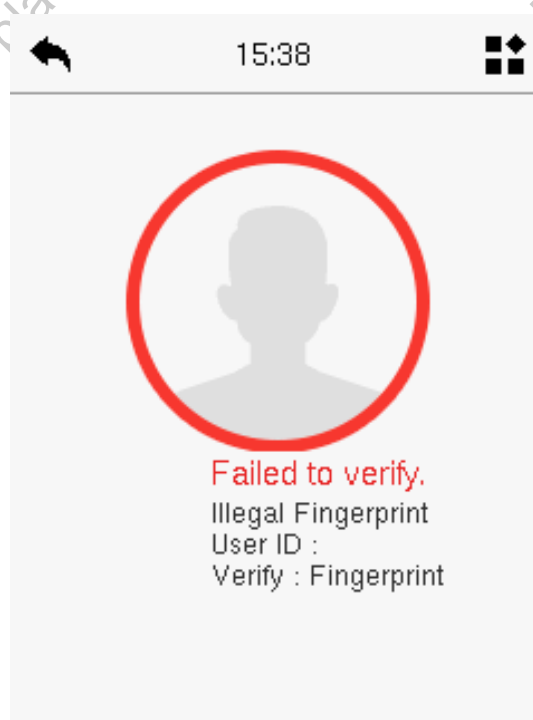 15:38
Failed to verify.
Illegal Fingerprint
User ID :
Verify : Fingerprint